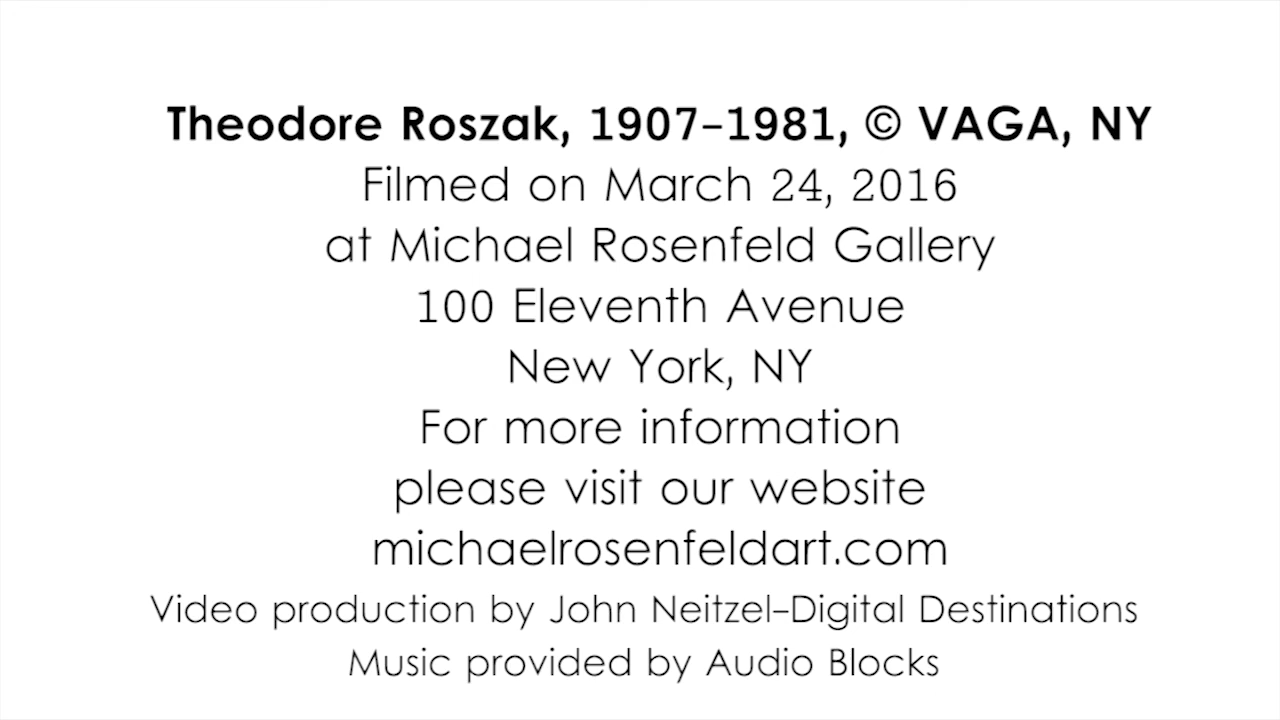 Theodore Roszak, 1907–1981, © VAGA, NY
Filmed on March 24, 2016
at Michael Rosenfeld Gallery
100 Eleventh Avenue
New York, NY
For more information
please visit our website
michaelrosenfeldart.com
Video production by John Neitzel–Digital Destinations
Music provided by Audio Blocks